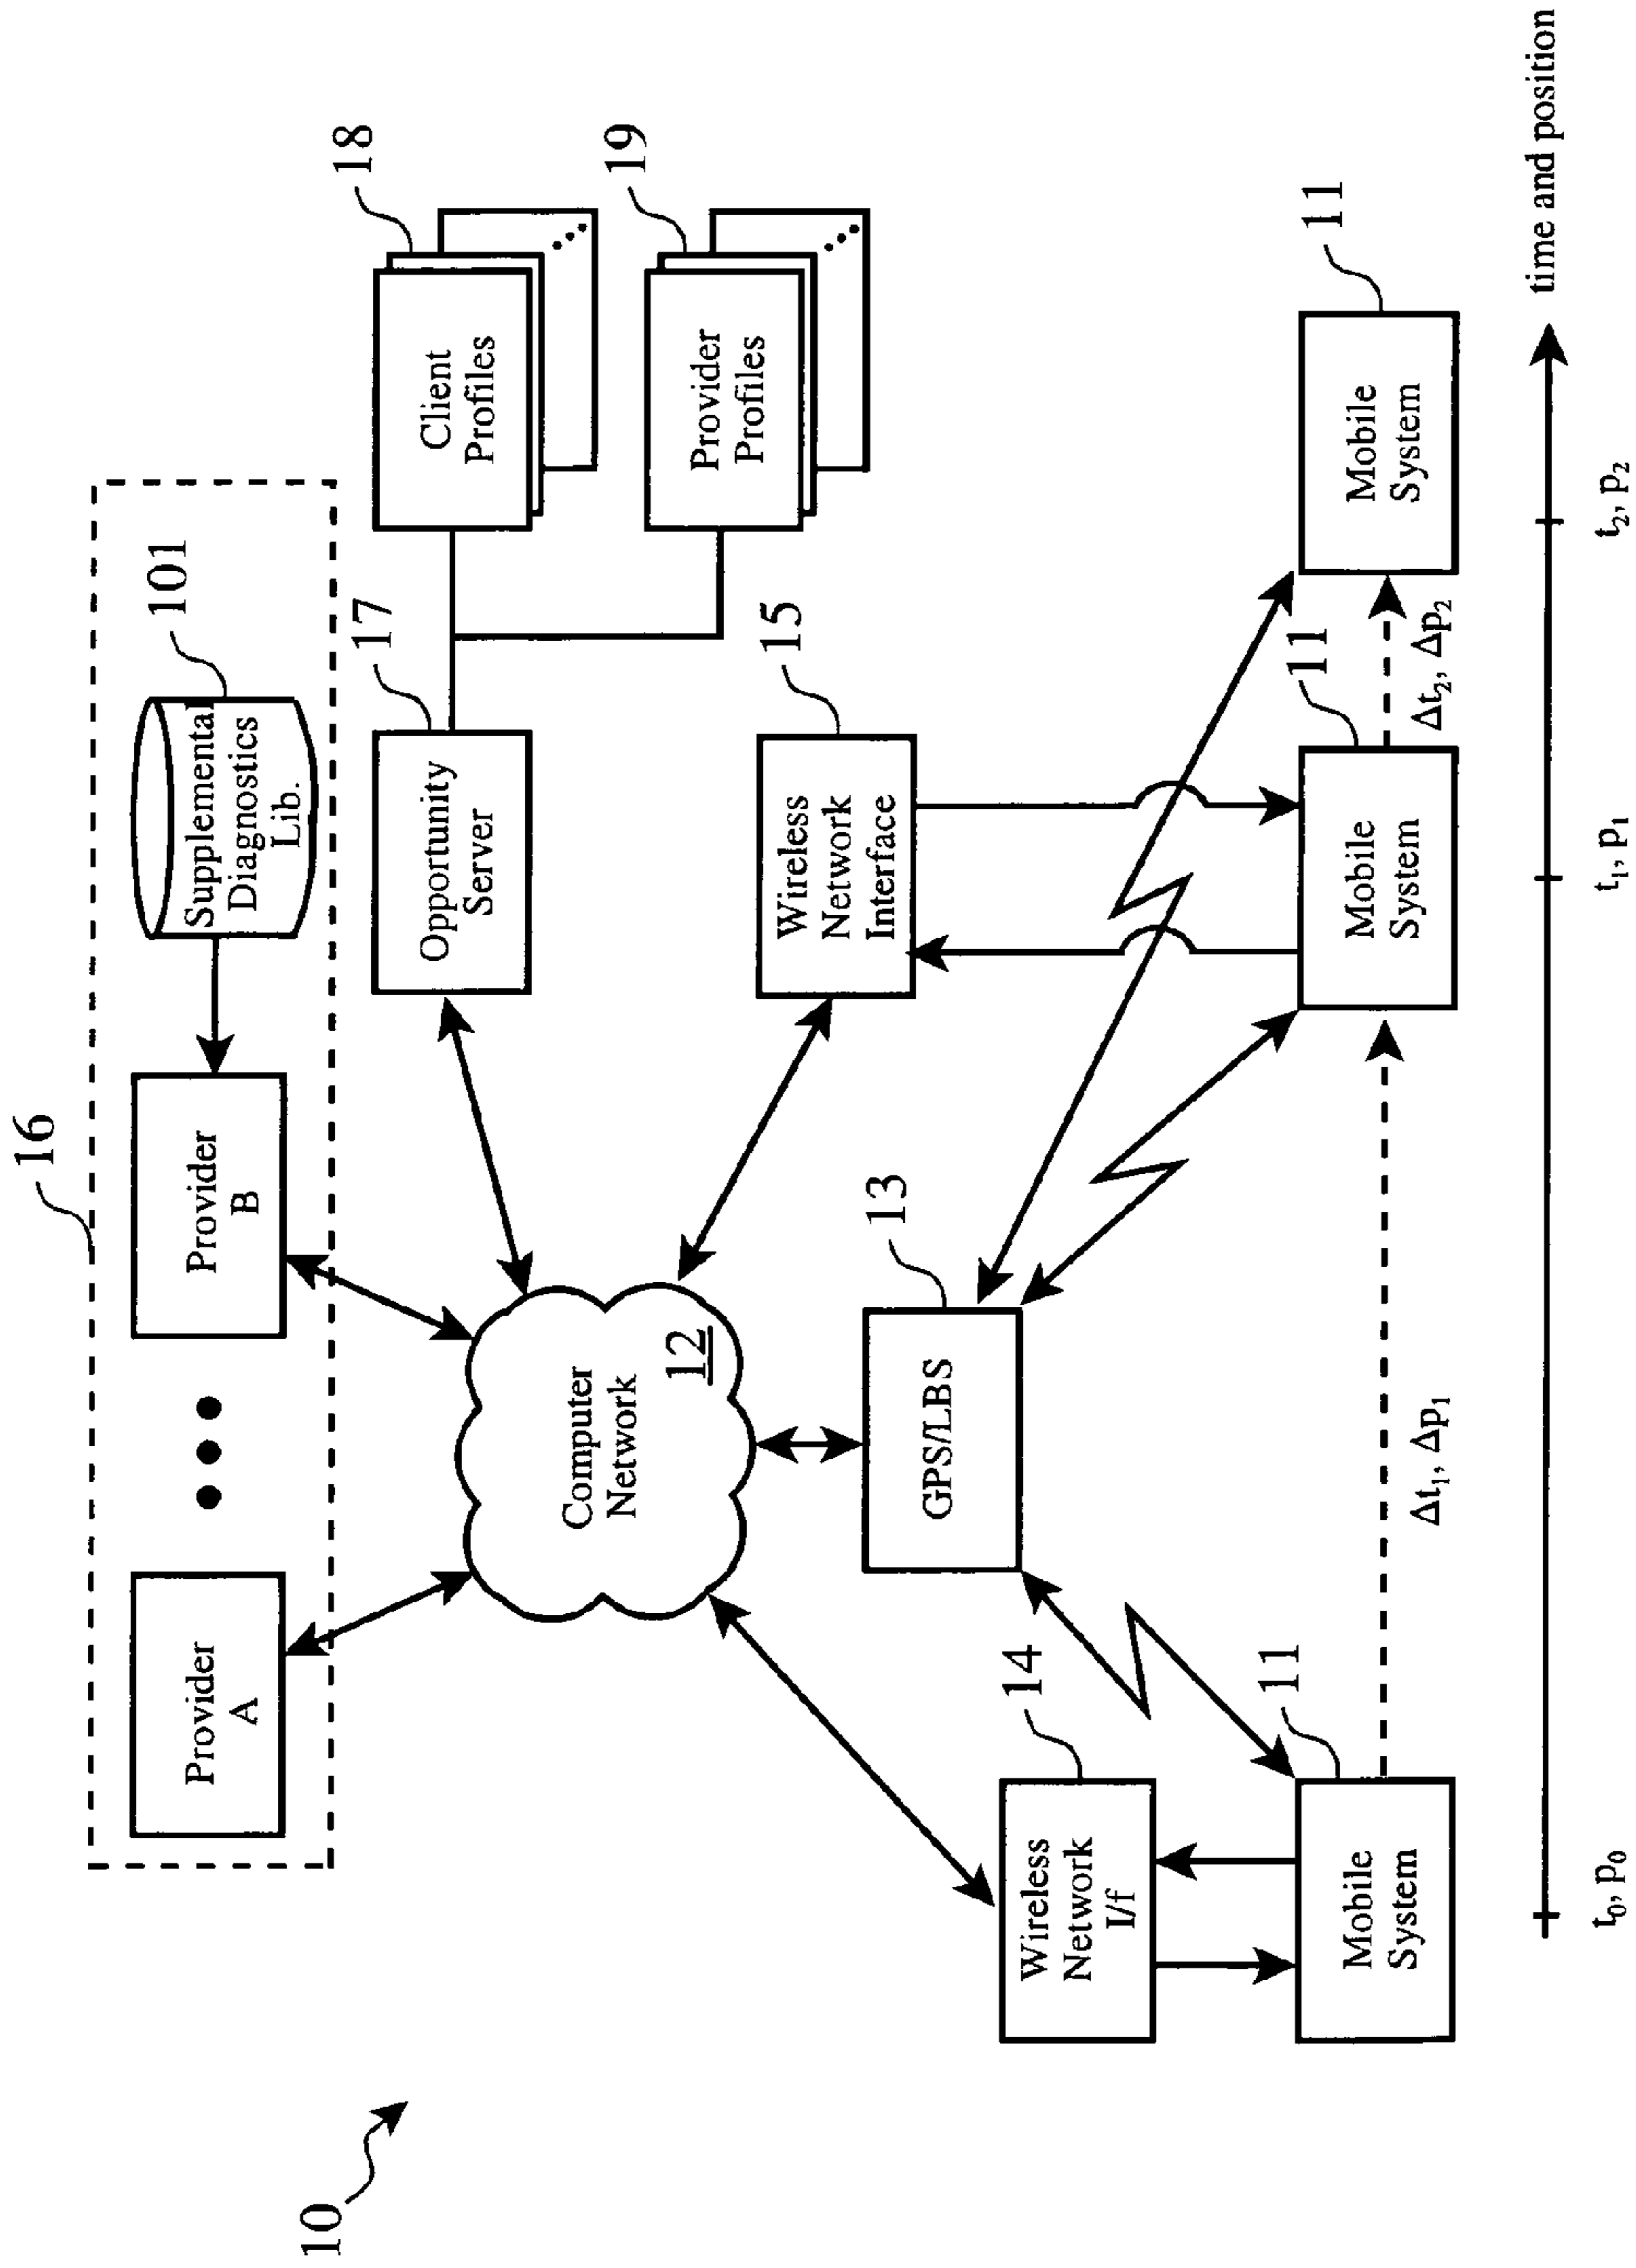 16
101
Provider
A
Provider
B
Supplemental
Diagnostics
Lib.
17
18
Opportunity
Server
Client
Profiles
19
Computer
Network
12
15
Wireless
Network
Interface
Provider
Profiles
13
GPS/LBS
14
Wireless
Network
I/f
10
11
11
11
Mobile
System
Mobile
System
Mobile
System
Δt₁, Δp₁
Δt₂, Δp₂
time and position
t₀, p₀
t₁, p₁
t₂, p₂